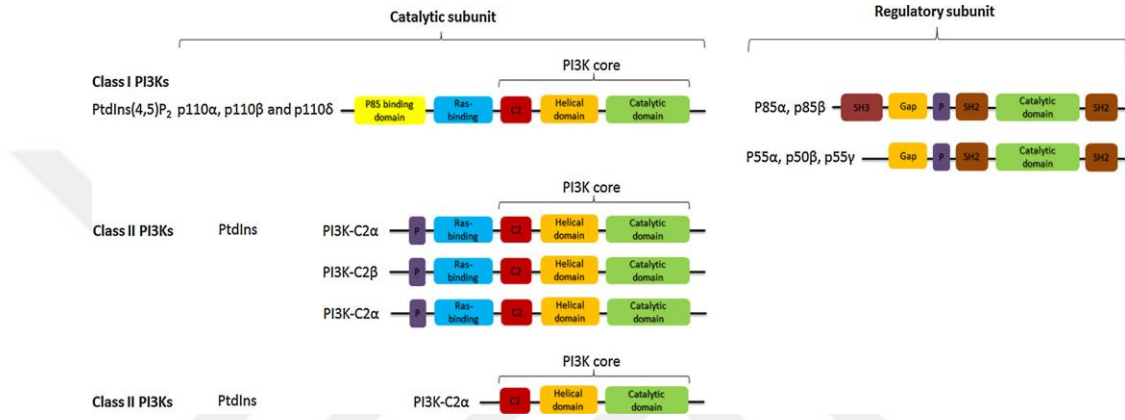 Catalytic subunit
Regulatory subunit
PI3K core
Class I PI3Ks
PtdIns(4,5)P₂ p110α, p110β and p110δ
P85 binding domain
Ras-binding
C2
Helical domain
Catalytic domain
P85α, p85β
SH3
Gap
P
SH2
Catalytic domain
SH2
P55α, p50β, p55γ
Gap
P
SH2
Catalytic domain
SH2
PI3K core
Class II PI3Ks
PtdIns
PI3K-C2α
P
Ras-binding
C2
Helical domain
Catalytic domain
PI3K-C2β
P
Ras-binding
C2
Helical domain
Catalytic domain
PI3K-C2α
P
Ras-binding
C2
Helical domain
Catalytic domain
PI3K core
Class II PI3Ks
PtdIns
PI3K-C2α
C2
Helical domain
Catalytic domain